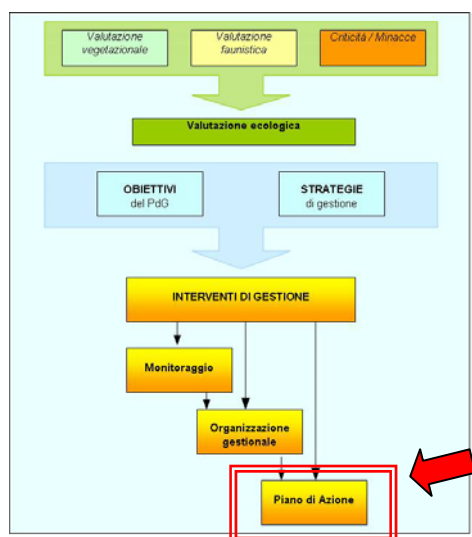 Valutazione
vegetazionale
Valutazione
faunistica
Criticità / Minacce
Valutazione ecologica
OBIETTIVI
del PdG
STRATEGIE
di gestione
INTERVENTI DI GESTIONE
Monitoraggio
Organizzazione
gestionale
Piano di Azione